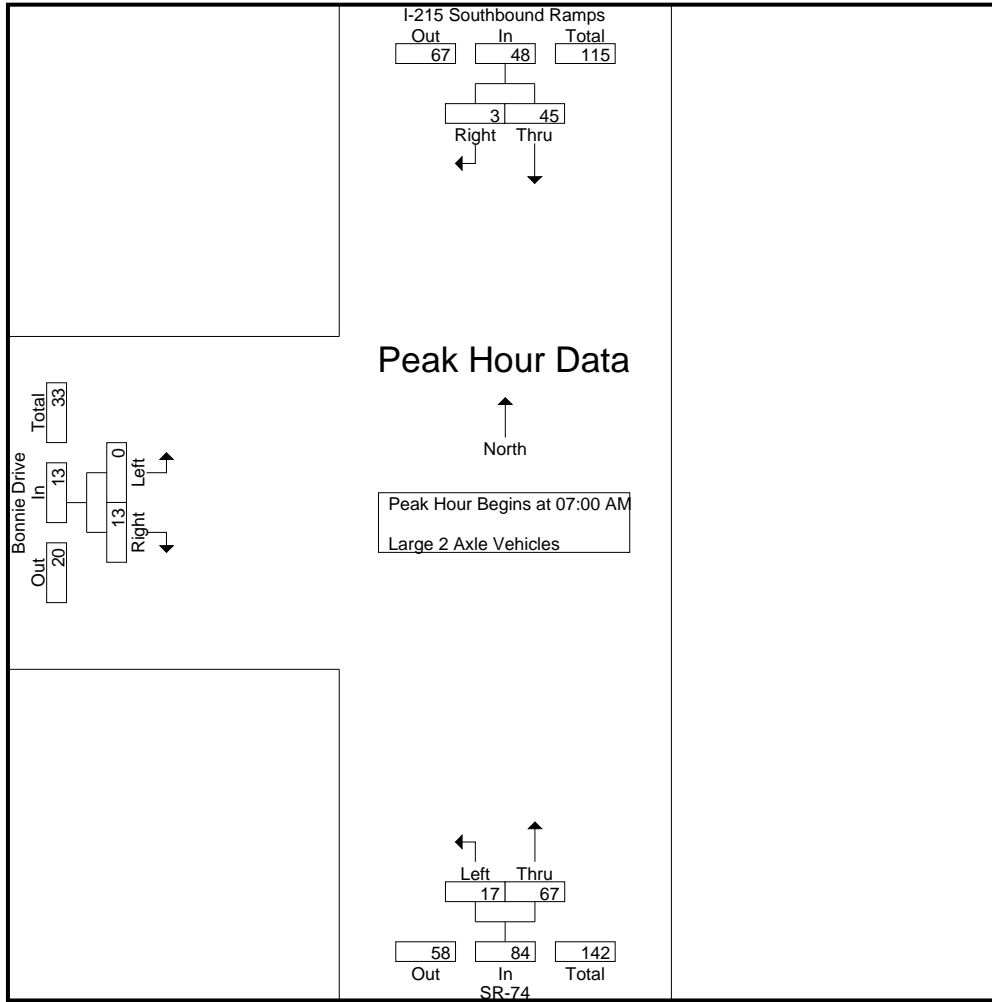 I-215 Southbound Ramps
Out In Total
67 48 115
3 45
Right Thru
Peak Hour Data
North
Peak Hour Begins at 07:00 AM
Large 2 Axle Vehicles
Bonnie Drive
Out In Total
20 13 33
13 0
Right Left
Left Thru
17 67
58 84 142
Out In Total
SR-74